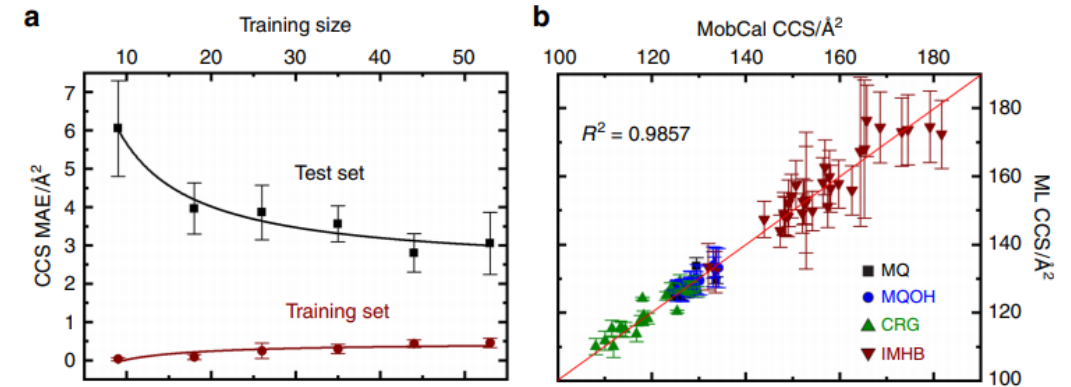 a
Training size
10 20 30 40 50
7
6
5
4
3
2
1
0
CCS MAE/Å²
Test set
Training set
b
MobCal CCS/Å²
100 120 140 160 180
R² = 0.9857
180
160
140
120
100
ML CCS/Å²
MQ
MQOH
CRG
IMHB